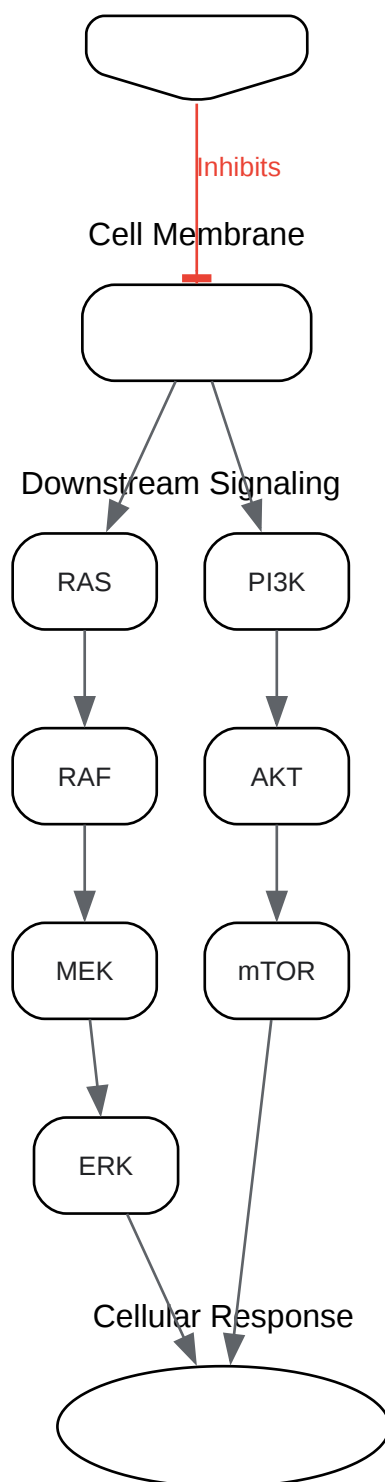 Inhibits
Cell Membrane
Downstream Signaling
RAS
PI3K
RAF
AKT
MEK
mTOR
ERK
Cellular Response